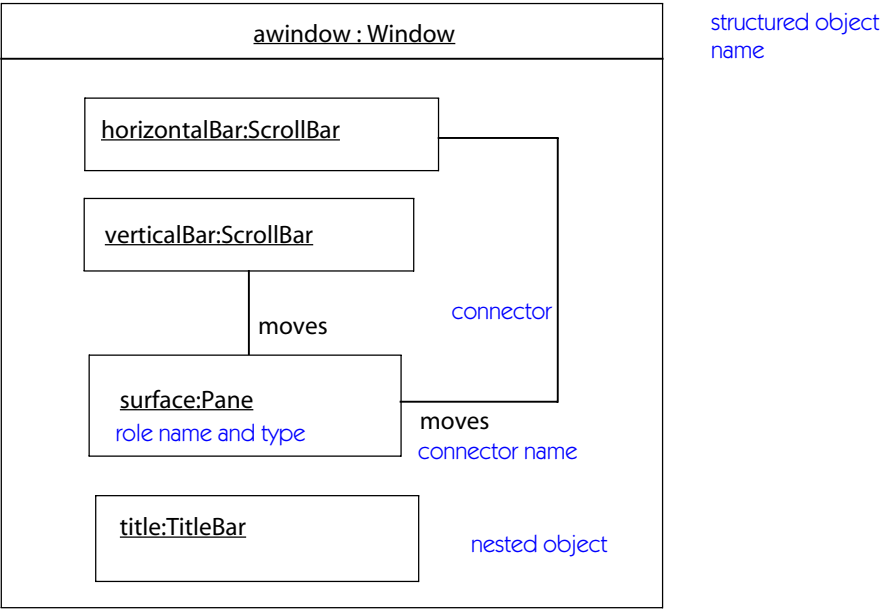 awindow : Window
structured object
name
horizontalBar:ScrollBar
verticalBar:ScrollBar
connector
moves
surface:Pane
role name and type
moves
connector name
title:TitleBar
nested object